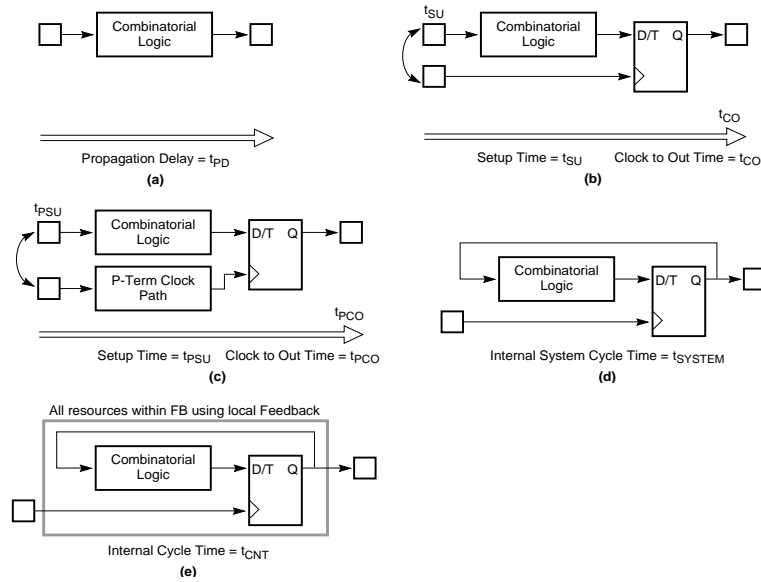 Combinatorial
Logic
Propagation Delay = tPD
(a)
tSU
Combinatorial
Logic
D/T Q
tCO
Setup Time = tSU Clock to Out Time = tCO
(b)
tPSU
Combinatorial
Logic
D/T Q
P-Term Clock
Path
tPCO
Setup Time = tPSU Clock to Out Time = tPCO
(c)
Combinatorial
Logic
D/T Q
Internal System Cycle Time = tSYSTEM
(d)
All resources within FB using local Feedback
Combinatorial
Logic
D/T Q
Internal Cycle Time = tCNT
(e)